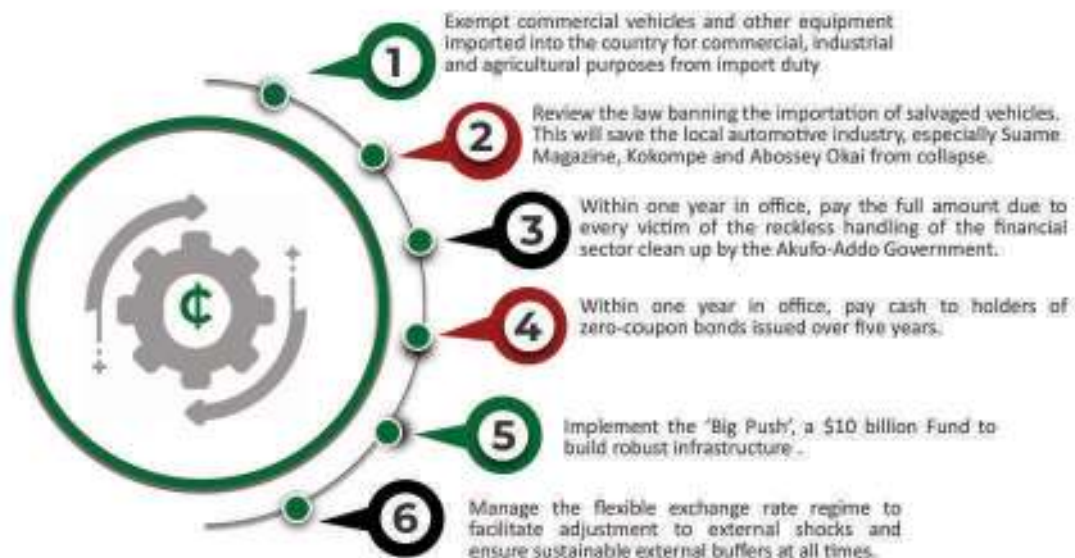 1
Exempt commercial vehicles and other equipment
imported into the country for commercial, industrial
and agricultural purposes from import duty
2
Review the law banning the importation of salvaged vehicles.
This will save the local automotive industry, especially Suame
Magazine, Kokompe and Abossey Okai from collapse.
3
Within one year in office, pay the full amount due to
every victim of the reckless handling of the financial
sector clean up by the Akufo-Addo Government.
¢
4
Within one year in office, pay cash to holders of
zero-coupon bonds issued over five years.
5
Implement the 'Big Push', a $10 billion Fund to
build robust infrastructure .
6
Manage the flexible exchange rate regime to
facilitate adjustment to external shocks and
ensure sustainable external buffers at all times.